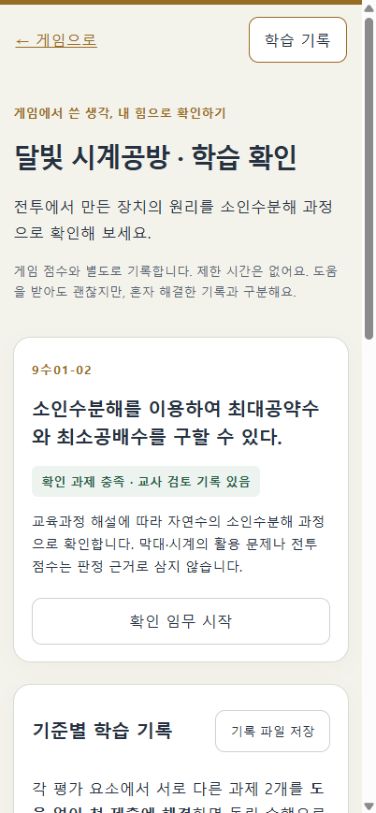 ← 게임으로
학습 기록
게임에서 쓴 생각, 내 힘으로 확인하기
달빛 시계공방 · 학습 확인
전투에서 만든 장치의 원리를 소인수분해 과정
으로 확인해 보세요.
게임 점수와 별도로 기록합니다. 제한 시간은 없어요. 도움
을 받아도 괜찮지만, 혼자 해결한 기록과 구분해요.
9수01-02
소인수분해를 이용하여 최대공약수
와 최소공배수를 구할 수 있다.
확인 과제 충족 · 교사 검토 기록 있음
교육과정 해설에 따라 자연수의 소인수분해 과정
으로 확인합니다. 막대·시계의 활용 문제나 전투
점수는 판정 근거로 삼지 않습니다.
확인 임무 시작
기준별 학습 기록
기록 파일 저장
각 평가 요소에서 서로 다른 과제 2개를 도